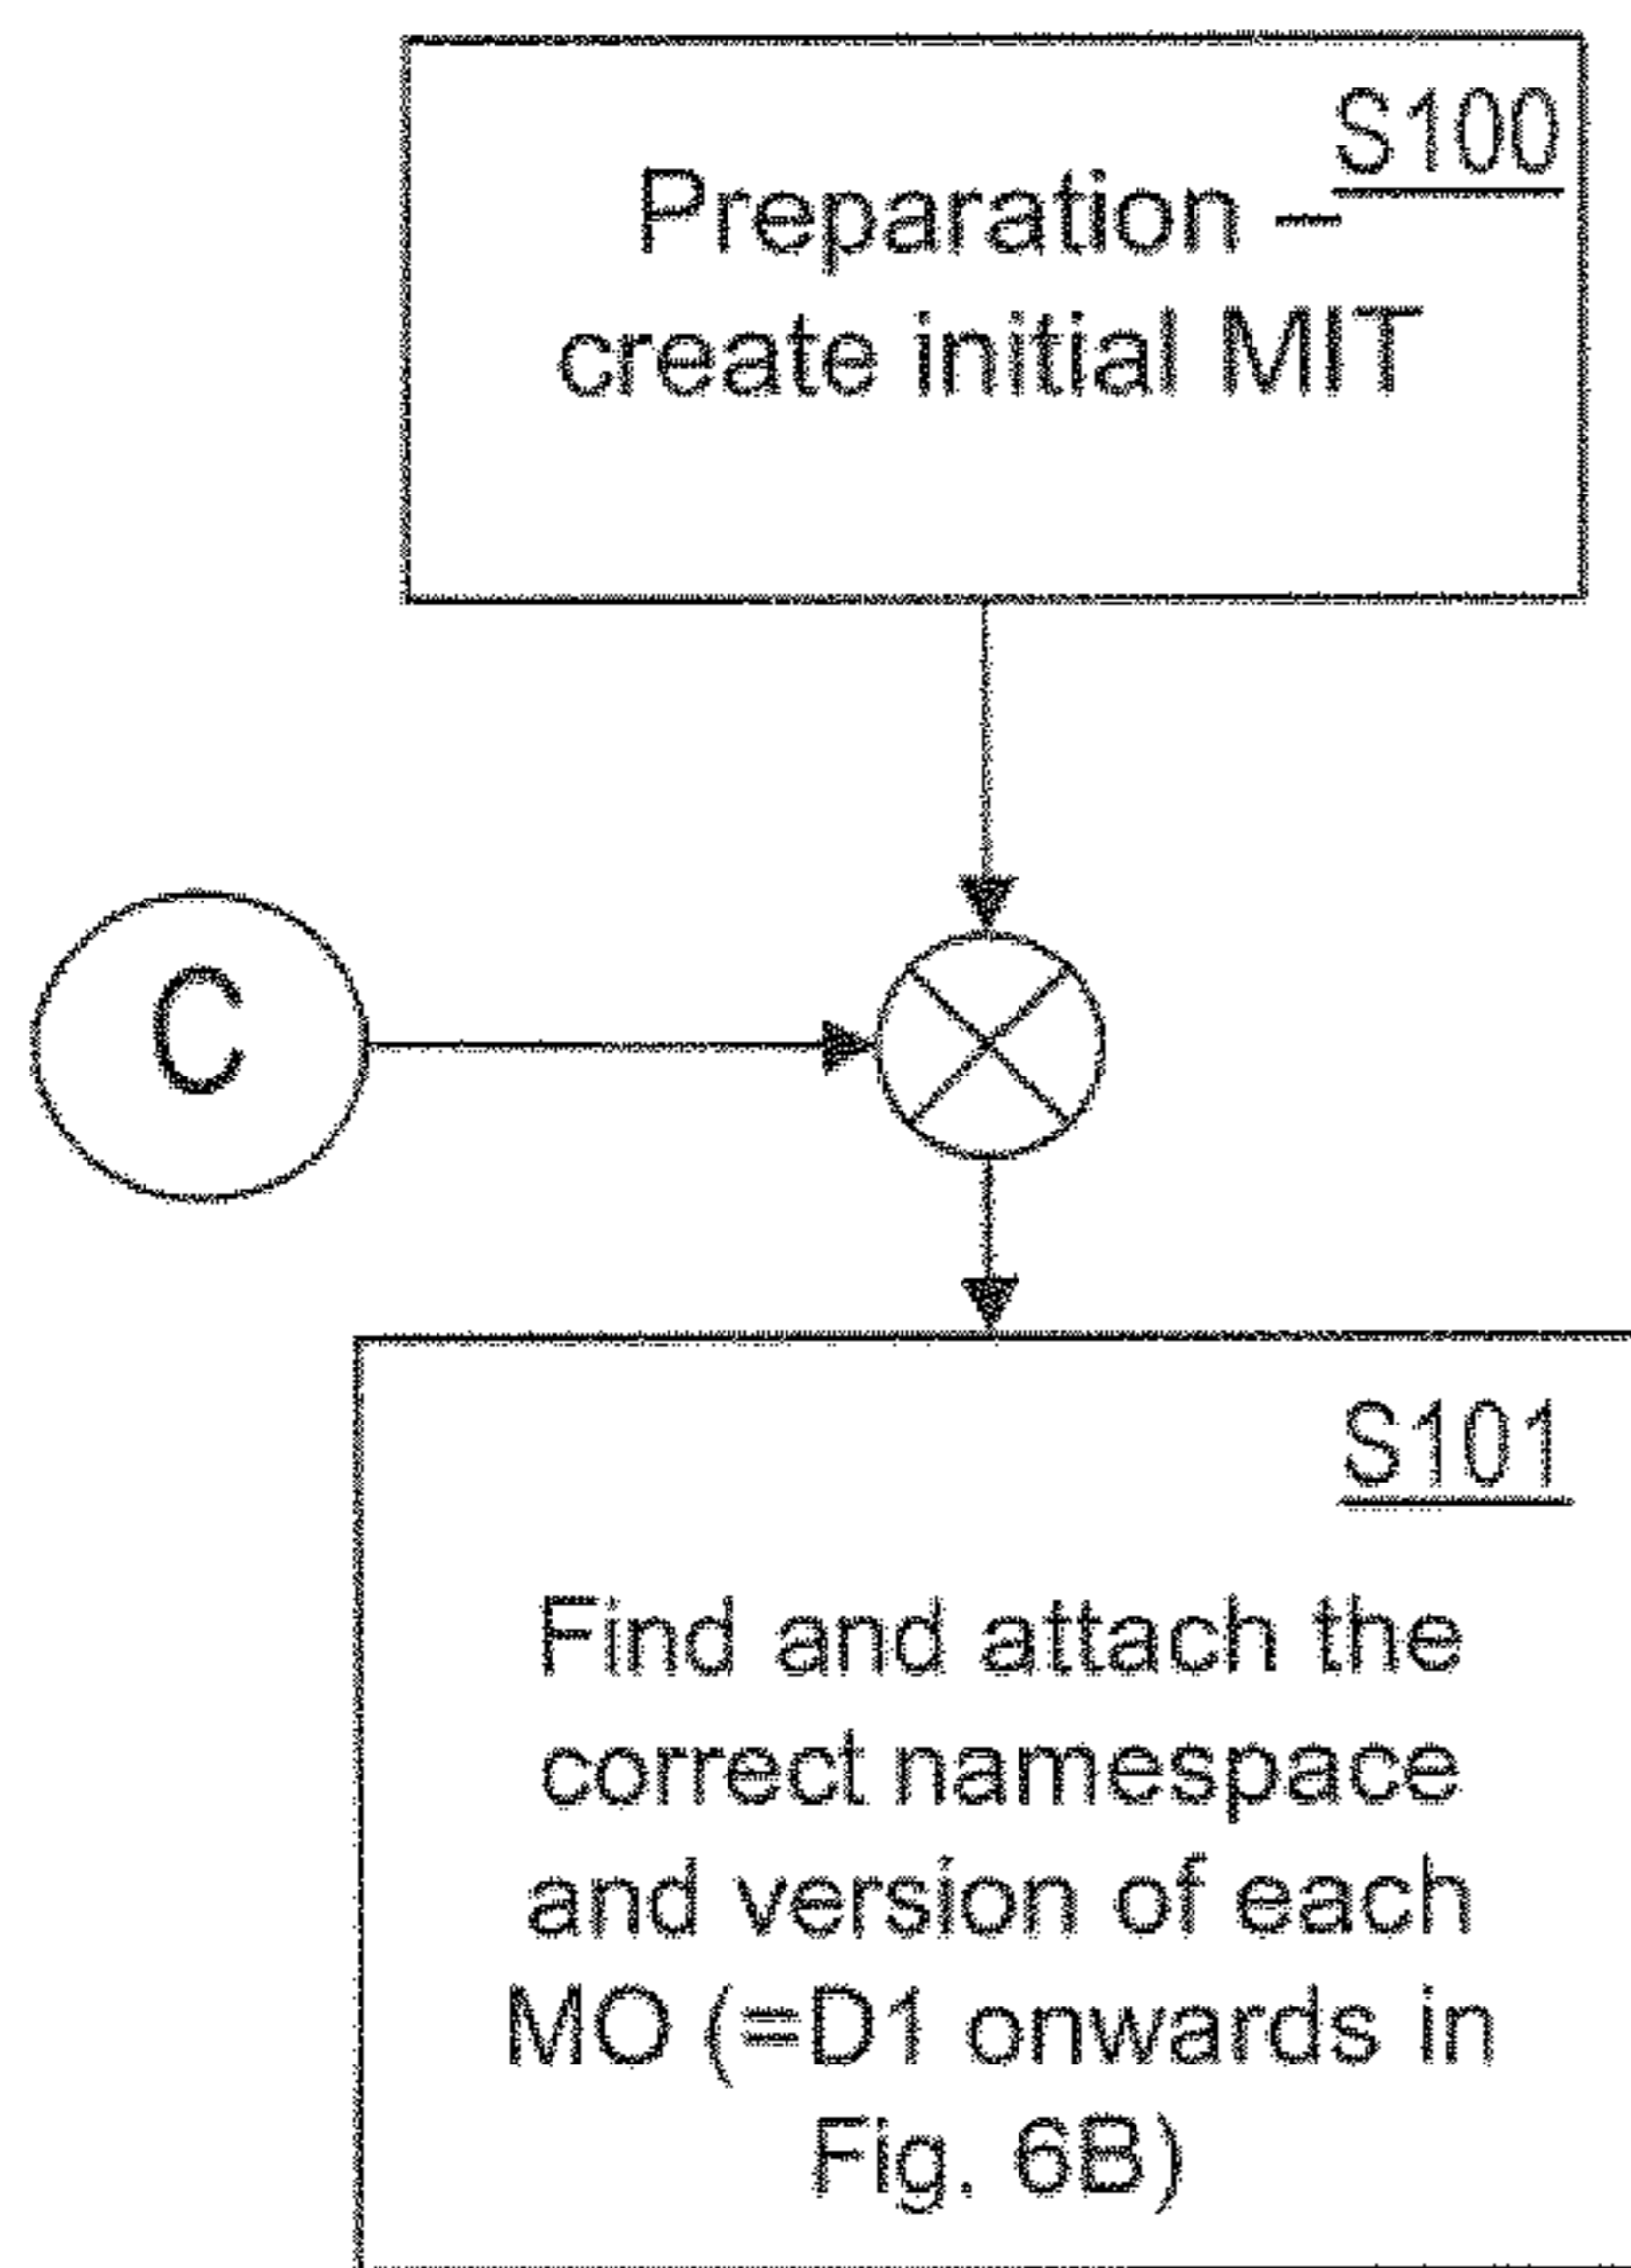 S100
Preparation –
create initial MIT
C
S101
Find and attach the
correct namespace
and version of each
MO (=D1 onwards in
Fig. 6B)